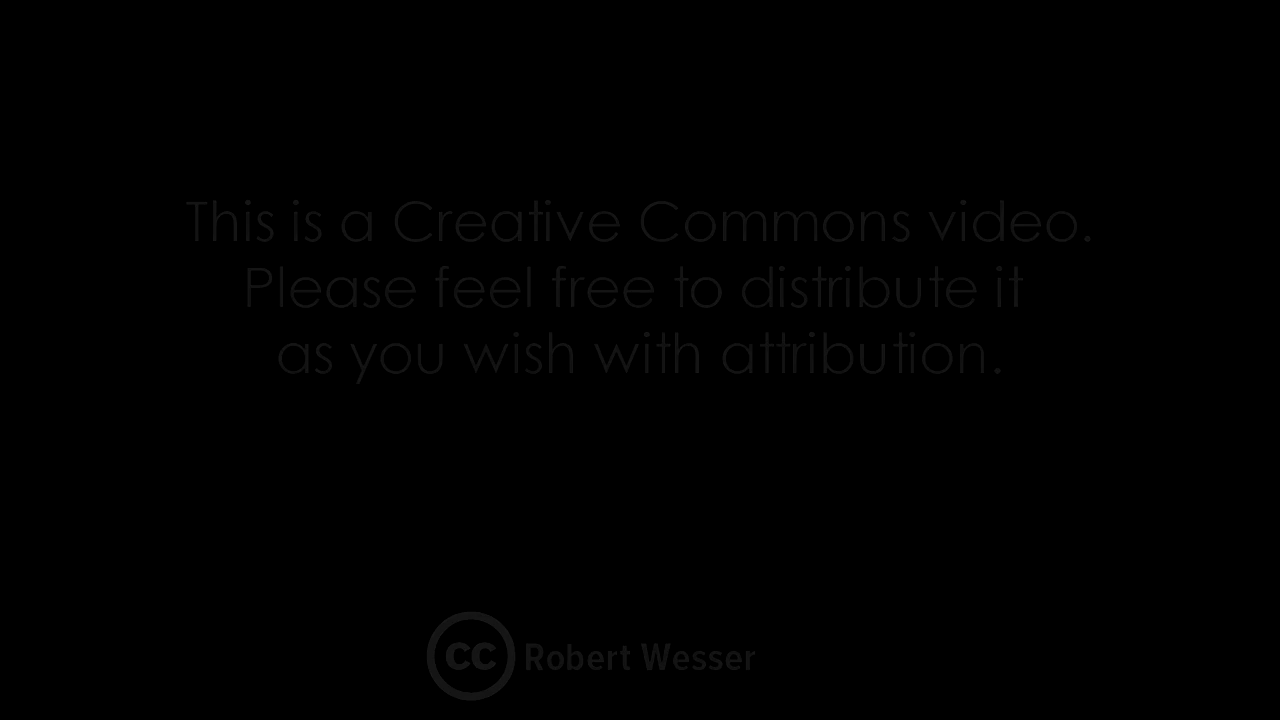 This is a Creative Commons video.
Please feel free to distribute it
as you wish with attribution.
cc Robert Wesser